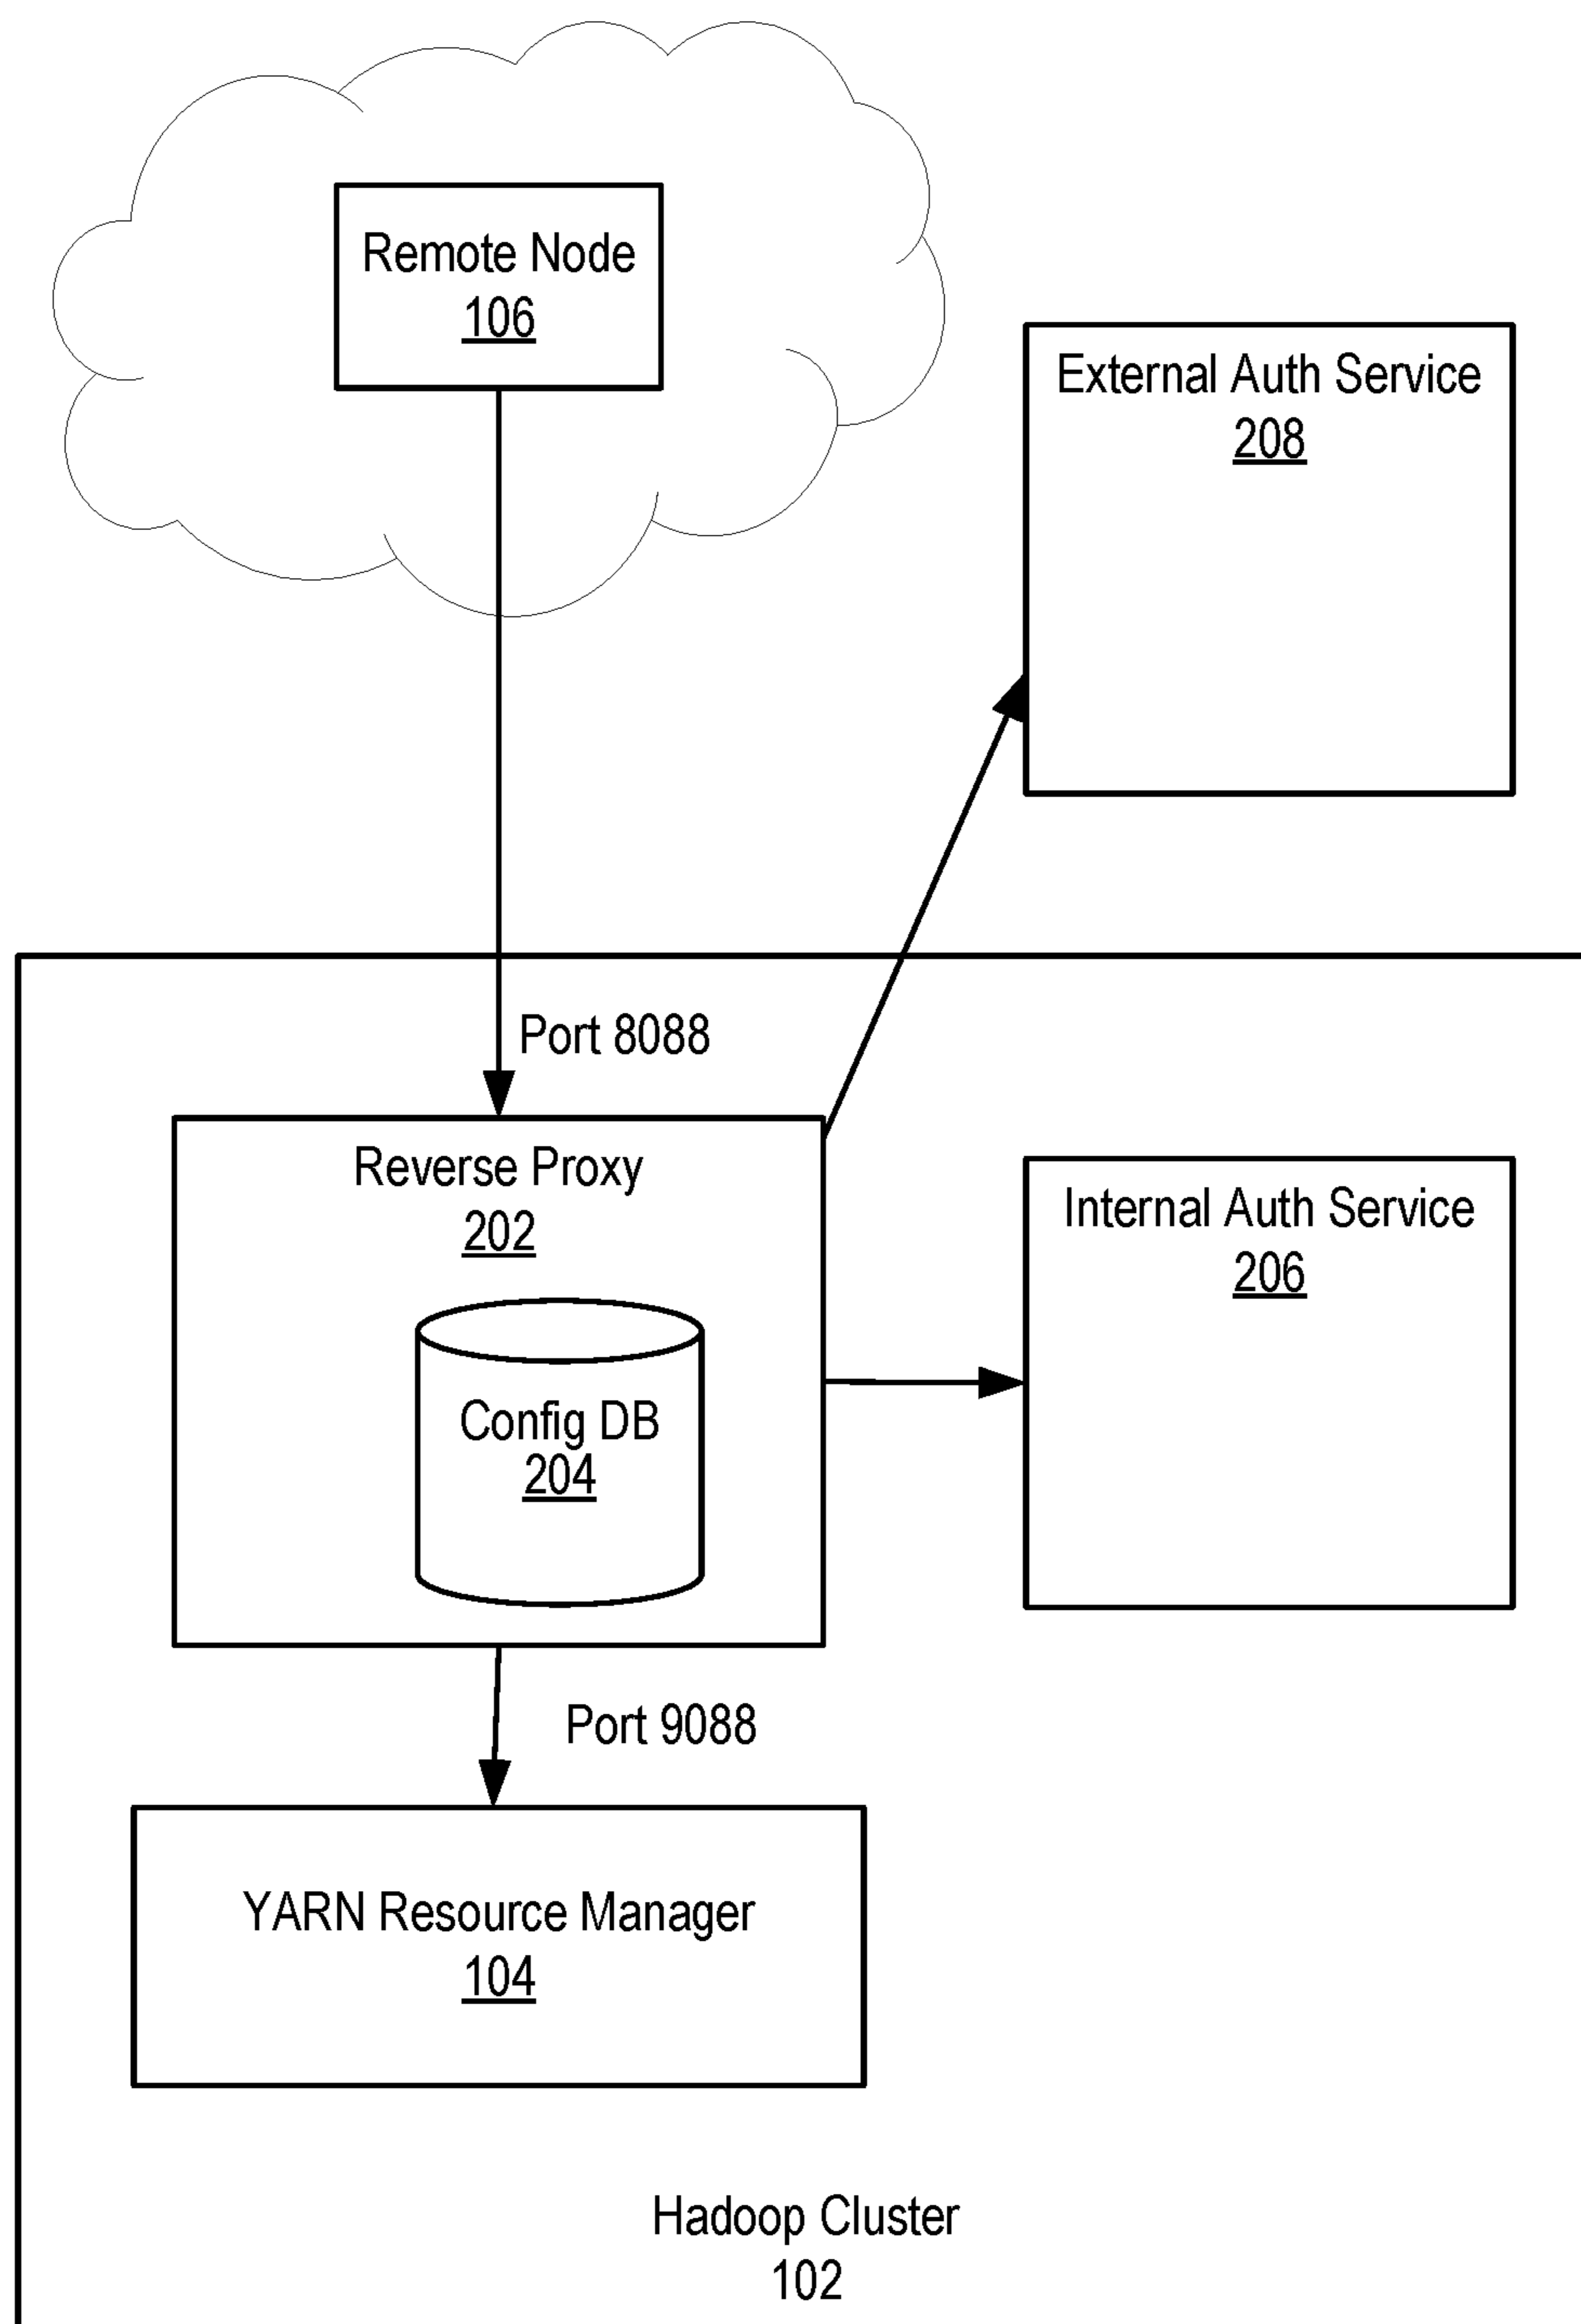 Remote Node
106
External Auth Service
208
Port 8088
Reverse Proxy
202
Internal Auth Service
206
Config DB
204
Port 9088
YARN Resource Manager
104
Hadoop Cluster
102